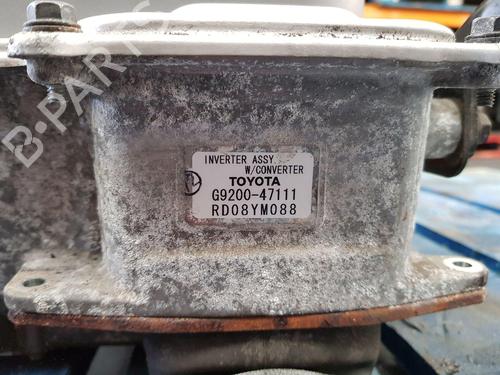 B-PARTS
INVERTER ASSY
W/CONVERTER
TOYOTA
G9200-47111
RD08YM088